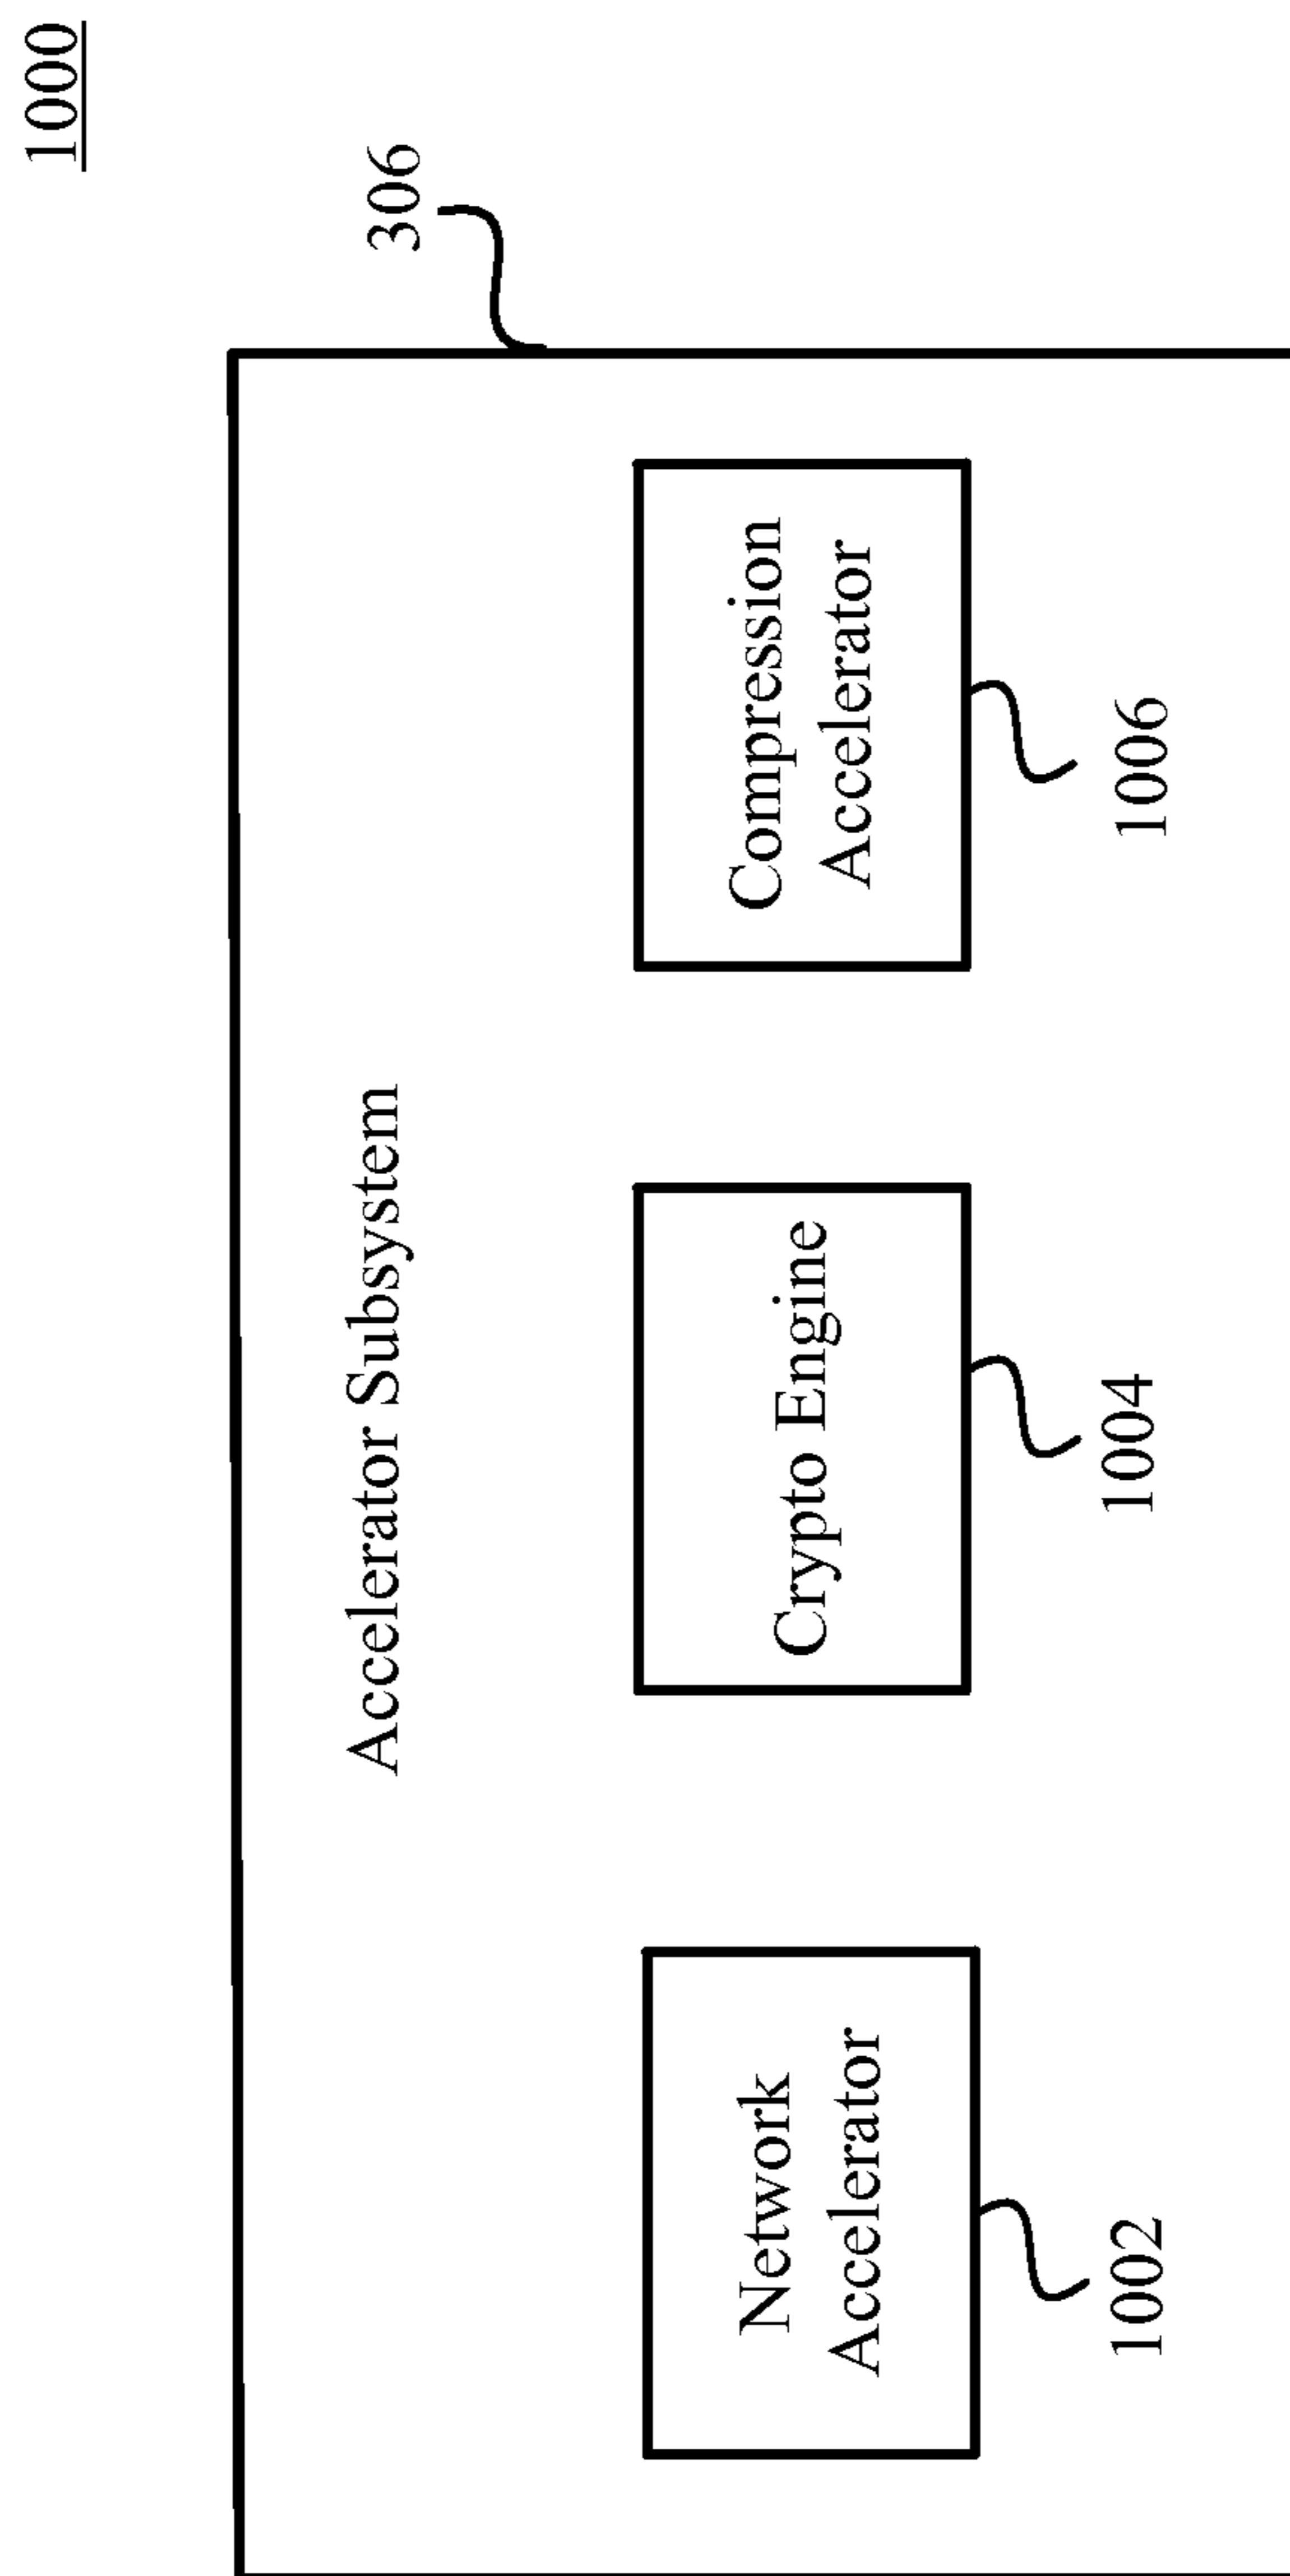 1000
306
Accelerator Subsystem
Network
Accelerator
Crypto Engine
Compression
Accelerator
1002
1004
1006